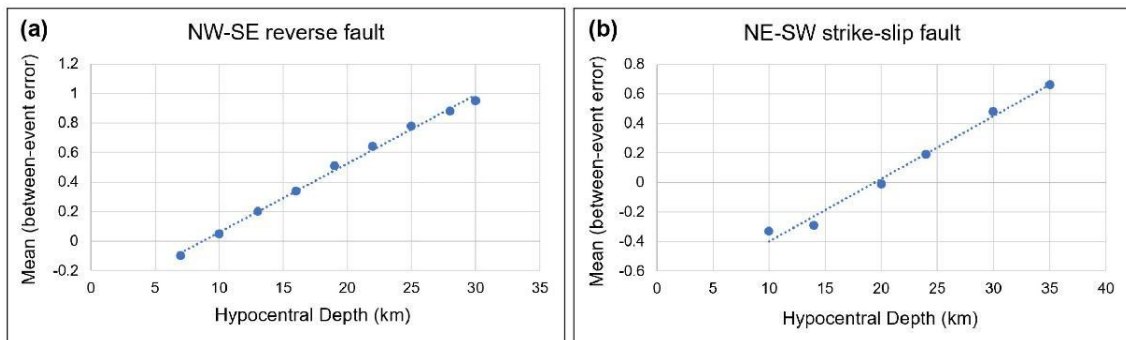 (a)
NW-SE reverse fault
Mean (between-event error)
1.2
1
0.8
0.6
0.4
0.2
0
-0.2
0 5 10 15 20 25 30 35
Hypocentral Depth (km)
(b)
NE-SW strike-slip fault
Mean (between-event error)
0.8
0.6
0.4
0.2
0
-0.2
-0.4
-0.6
0 5 10 15 20 25 30 35 40
Hypocentral Depth (km)